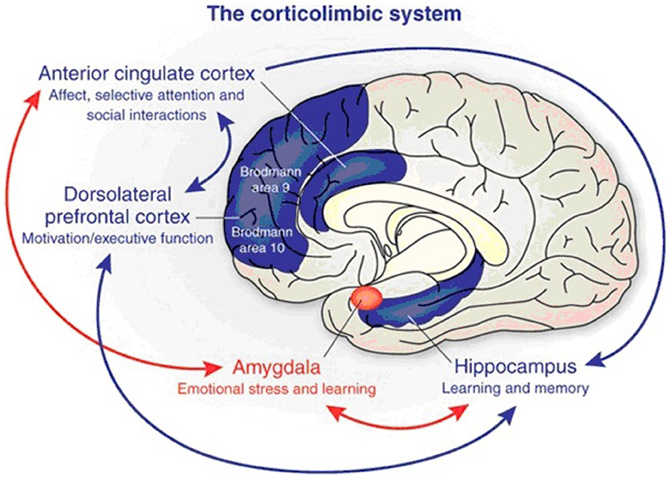 The corticolimbic system
Anterior cingulate cortex
Affect, selective attention and
social interactions
Brodmann
area 9
Dorsolateral
prefrontal cortex
Motivation/executive function
Brodmann
area 10
Amygdala
Emotional stress and learning
Hippocampus
Learning and memory